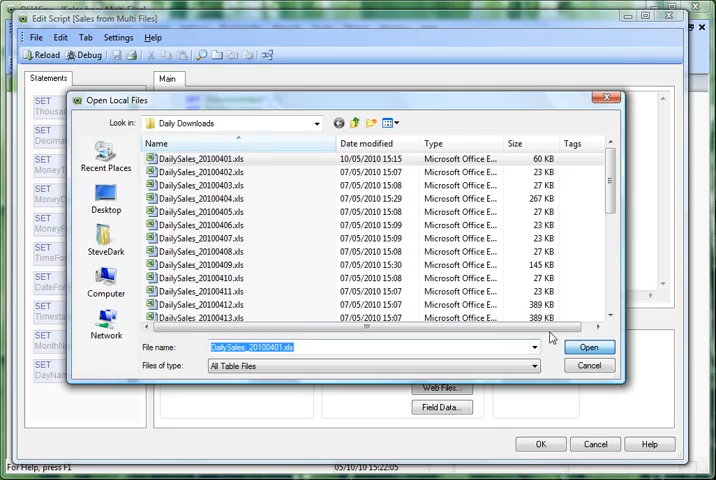 Edit Script [Sales from Multi Files]
File Edit Tab Settings Help
Reload Debug
Statements Main
SET
SET
SET
SET
SET
SET
SET
SET
SET
SET
Open Local Files
Look in: Daily Downloads
Name Date modified Type Size Tags
DailySales_20100401.xls 10/05/2010 15:15 Microsoft Office E... 60 KB
DailySales_20100402.xls 07/05/2010 15:07 Microsoft Office E... 23 KB
DailySales_20100403.xls 07/05/2010 15:08 Microsoft Office E... 27 KB
DailySales_20100404.xls 07/05/2010 15:29 Microsoft Office E... 267 KB
DailySales_20100405.xls 07/05/2010 15:08 Microsoft Office E... 27 KB
DailySales_20100406.xls 07/05/2010 15:09 Microsoft Office E... 23 KB
DailySales_20100407.xls 07/05/2010 15:09 Microsoft Office E... 23 KB
DailySales_20100408.xls 07/05/2010 15:08 Microsoft Office E... 27 KB
DailySales_20100409.xls 07/05/2010 15:30 Microsoft Office E... 145 KB
DailySales_20100410.xls 07/05/2010 15:08 Microsoft Office E... 27 KB
DailySales_20100411.xls 07/05/2010 15:07 Microsoft Office E... 23 KB
DailySales_20100412.xls 07/05/2010 15:07 Microsoft Office E... 389 KB
DailySales_20100413.xls 07/05/2010 15:07 Microsoft Office E... 389 KB
Recent Places
Desktop
SteveDark
Computer
Network
File name: DailySales_20100401.xls Open
Files of type: All Table Files Cancel
Web Files...
Field Data...
OK Cancel Help
For Help, press F1 05/10/10 15:22:05